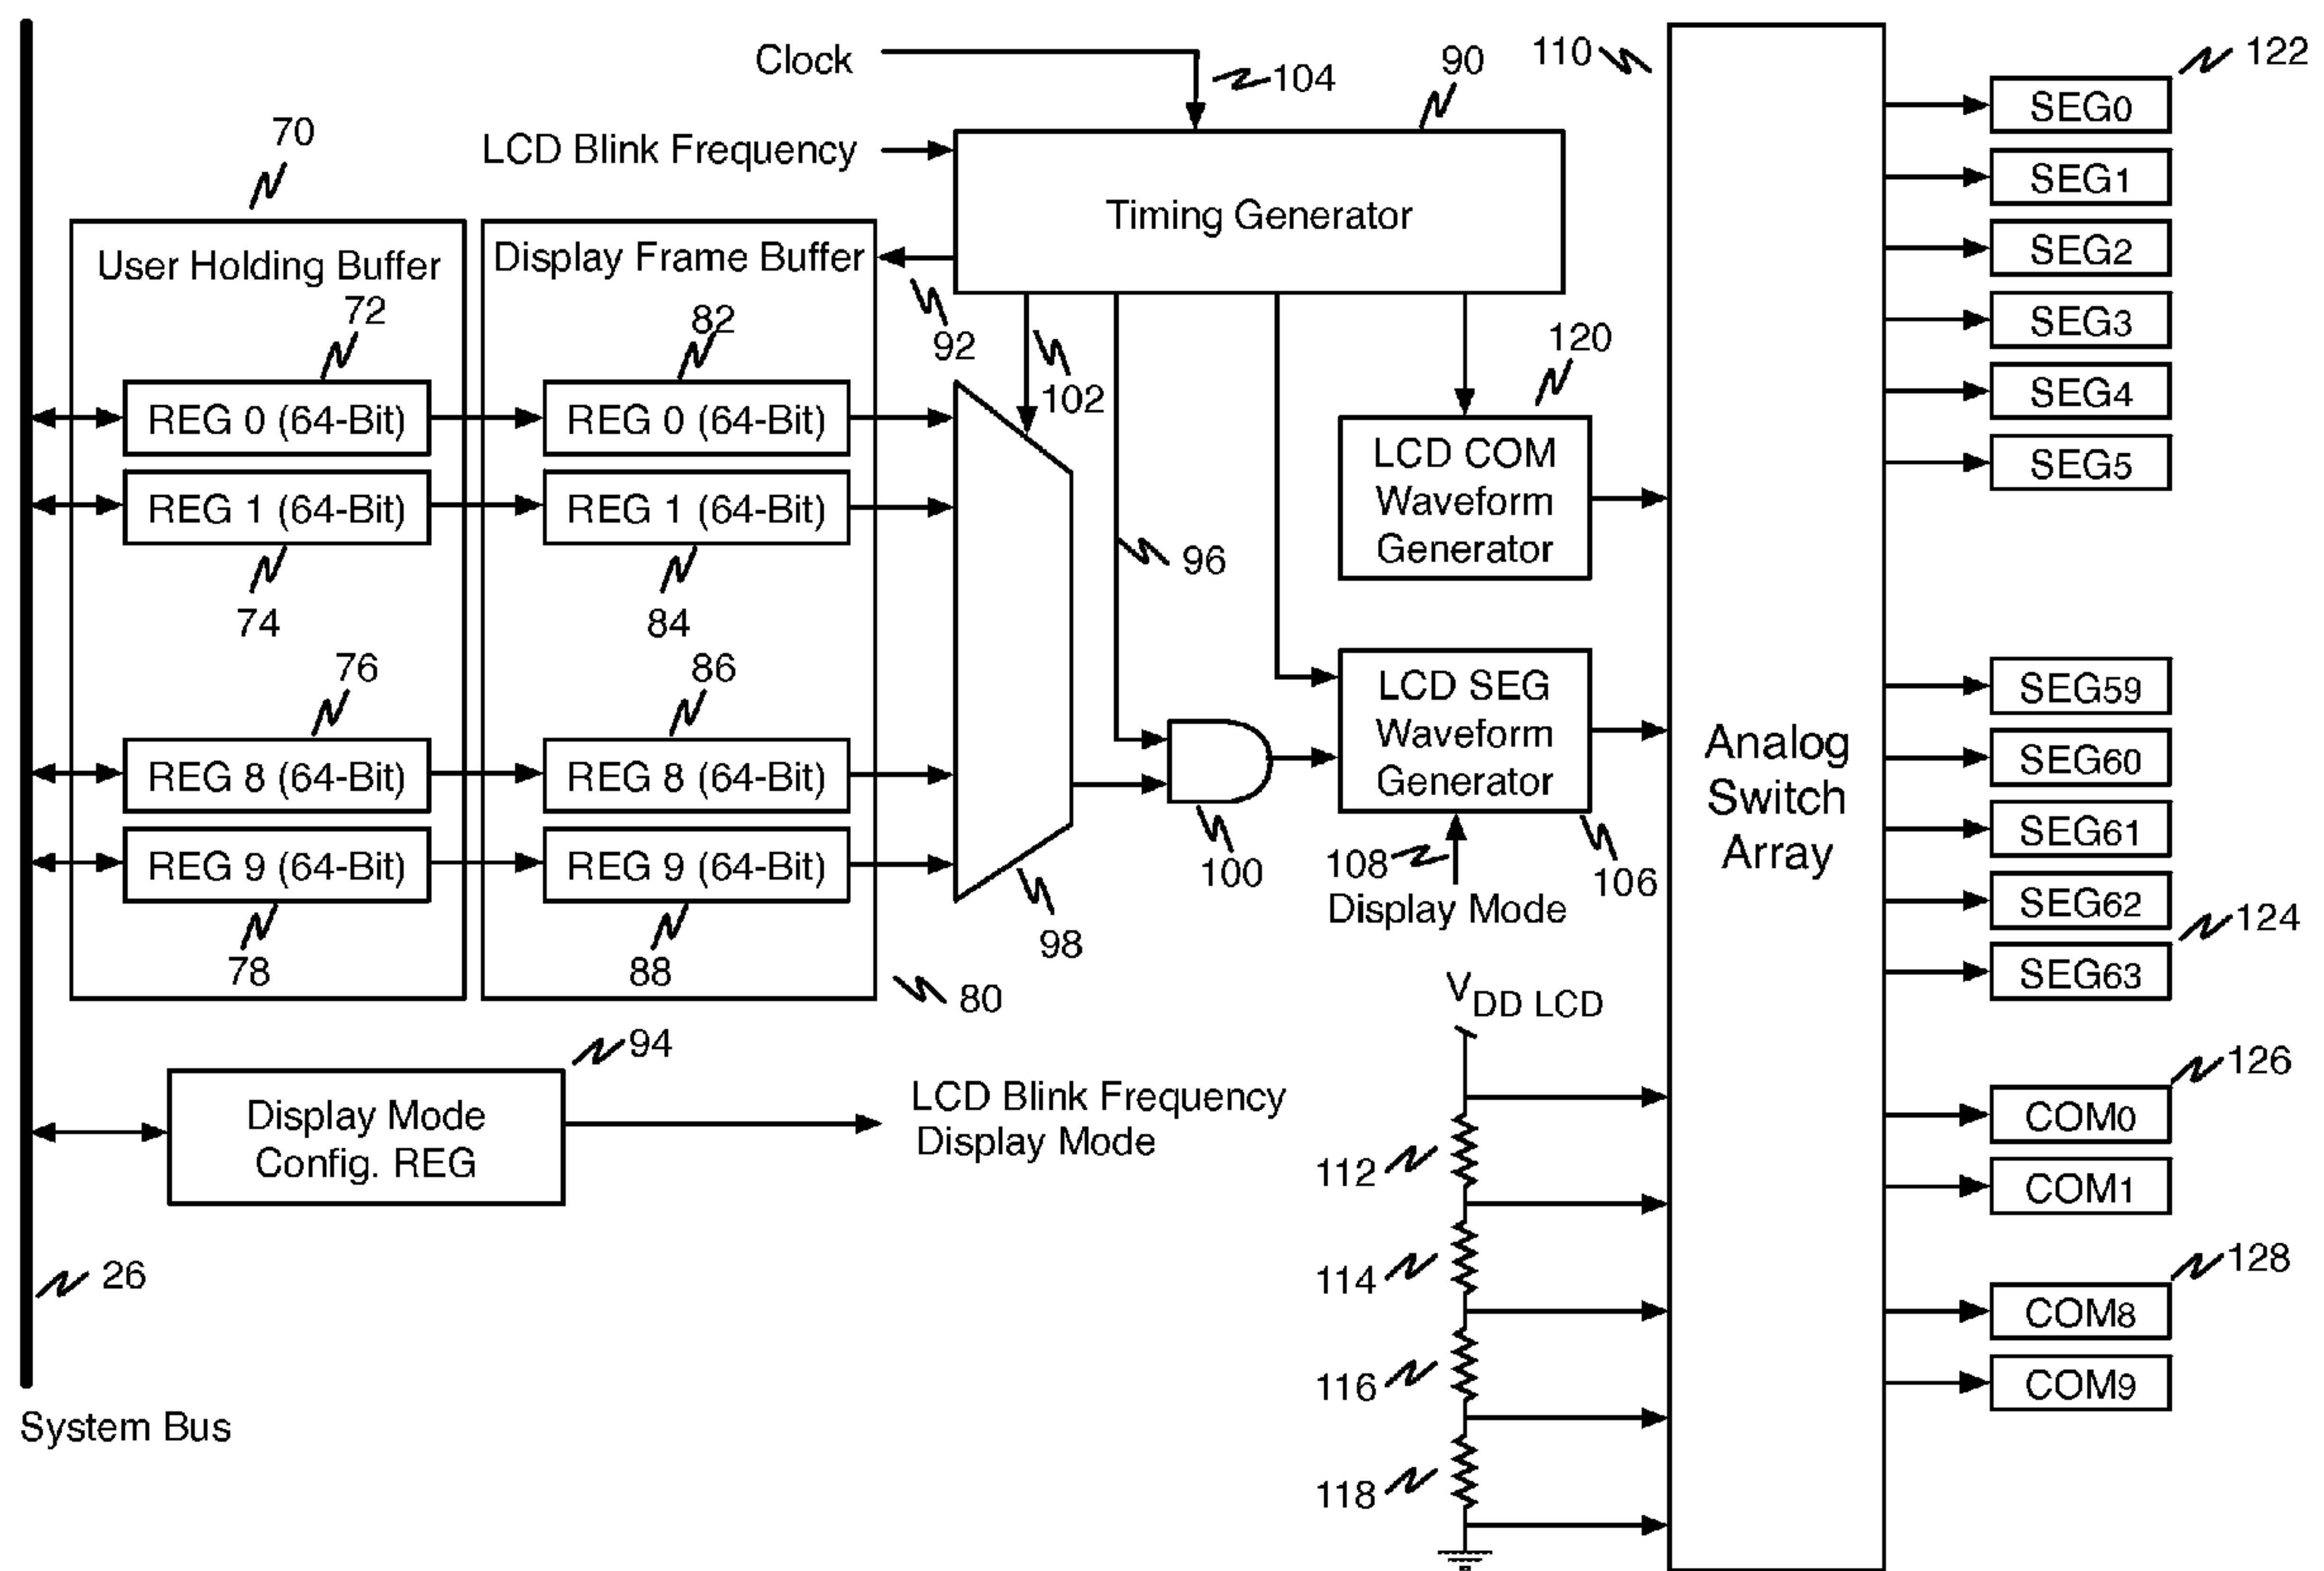 Clock
104
90
110
122
LCD Blink Frequency
Timing Generator
70
User Holding Buffer
Display Frame Buffer
92
72
82
102
120
REG 0 (64-Bit)
REG 0 (64-Bit)
REG 1 (64-Bit)
REG 1 (64-Bit)
74
84
96
LCD COM
Waveform
Generator
76
86
REG 8 (64-Bit)
REG 8 (64-Bit)
REG 9 (64-Bit)
REG 9 (64-Bit)
78
88
98
100
80
LCD SEG
Waveform
Generator
108
Display Mode
106
Analog
Switch
Array
SEG0
SEG1
SEG2
SEG3
SEG4
SEG5
SEG59
SEG60
SEG61
SEG62
124
SEG63
94
Display Mode
Config. REG
LCD Blink Frequency
Display Mode
VDD LCD
112
114
116
118
126
COM0
COM1
128
COM8
COM9
26
System Bus